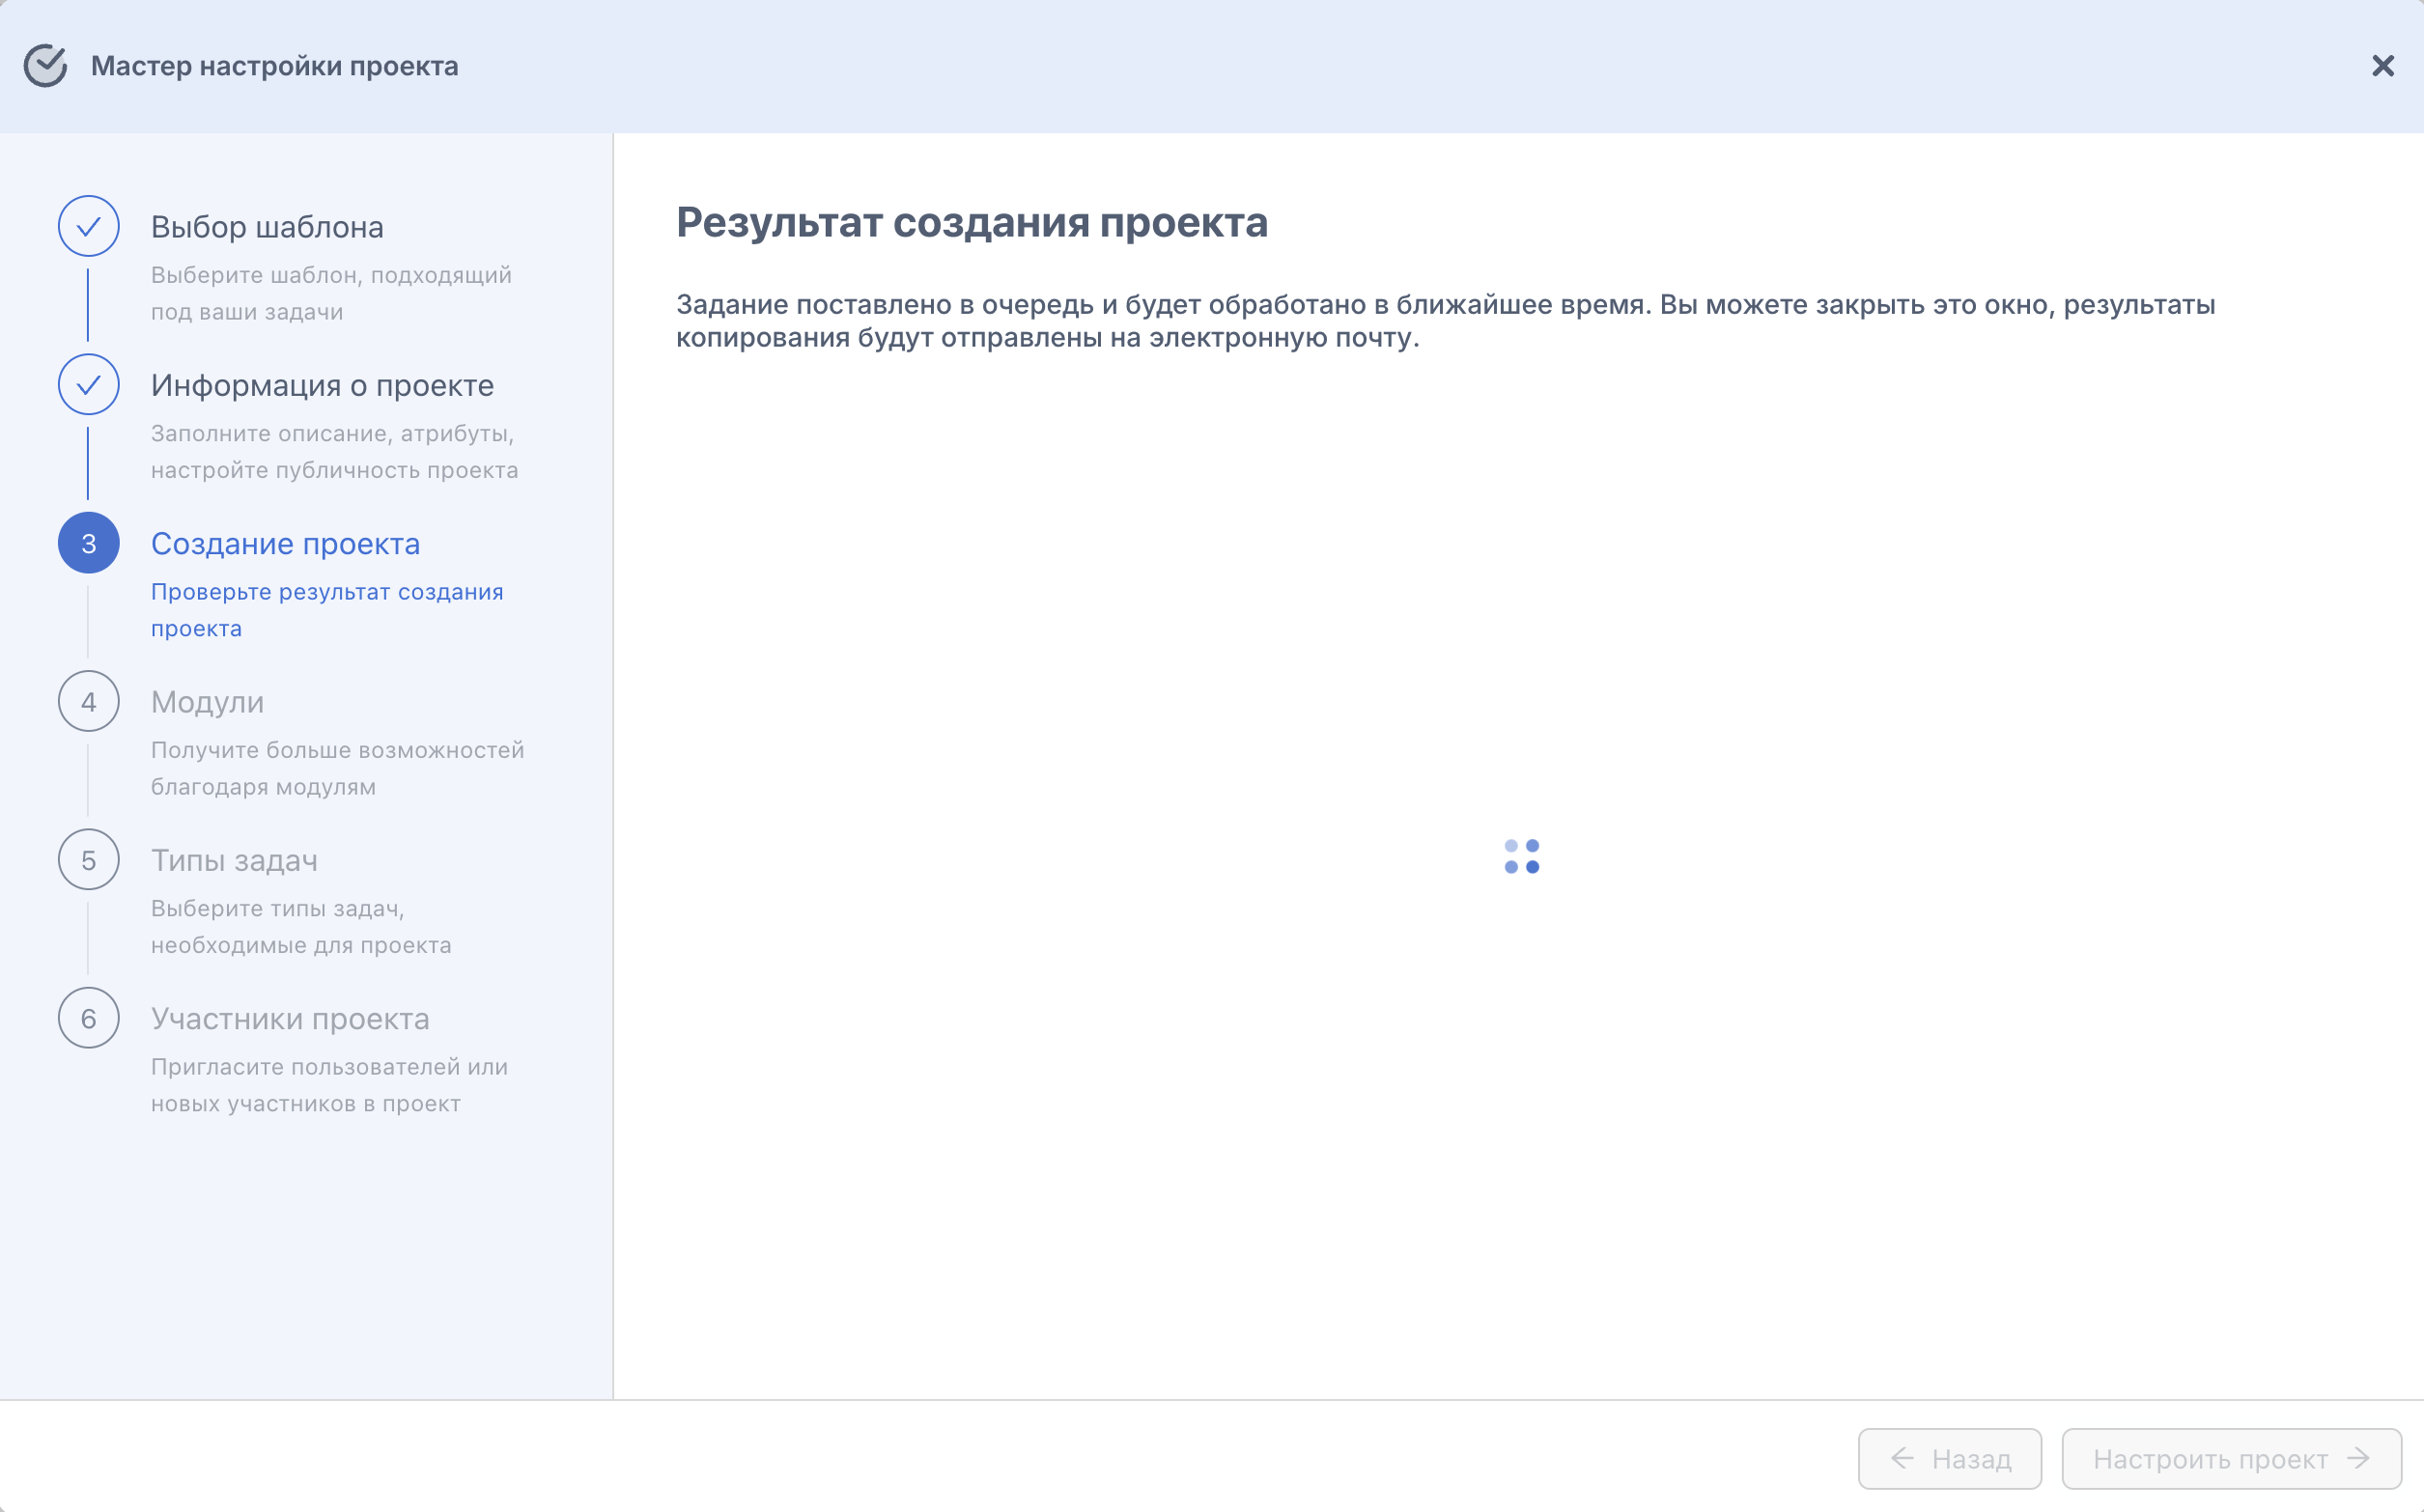 Мастер настройки проекта
Выбор шаблона
Выберите шаблон, подходящий
под ваши задачи
Информация о проекте
Заполните описание, атрибуты,
настройте публичность проекта
3
Создание проекта
Проверьте результат создания
проекта
4
Модули
Получите больше возможностей
благодаря модулям
5
Типы задач
Выберите типы задач,
необходимые для проекта
6
Участники проекта
Пригласите пользователей или
новых участников в проект
Результат создания проекта
Задание поставлено в очередь и будет обработано в ближайшее время. Вы можете закрыть это окно, результаты
копирования будут отправлены на электронную почту.
Назад
Настроить проект